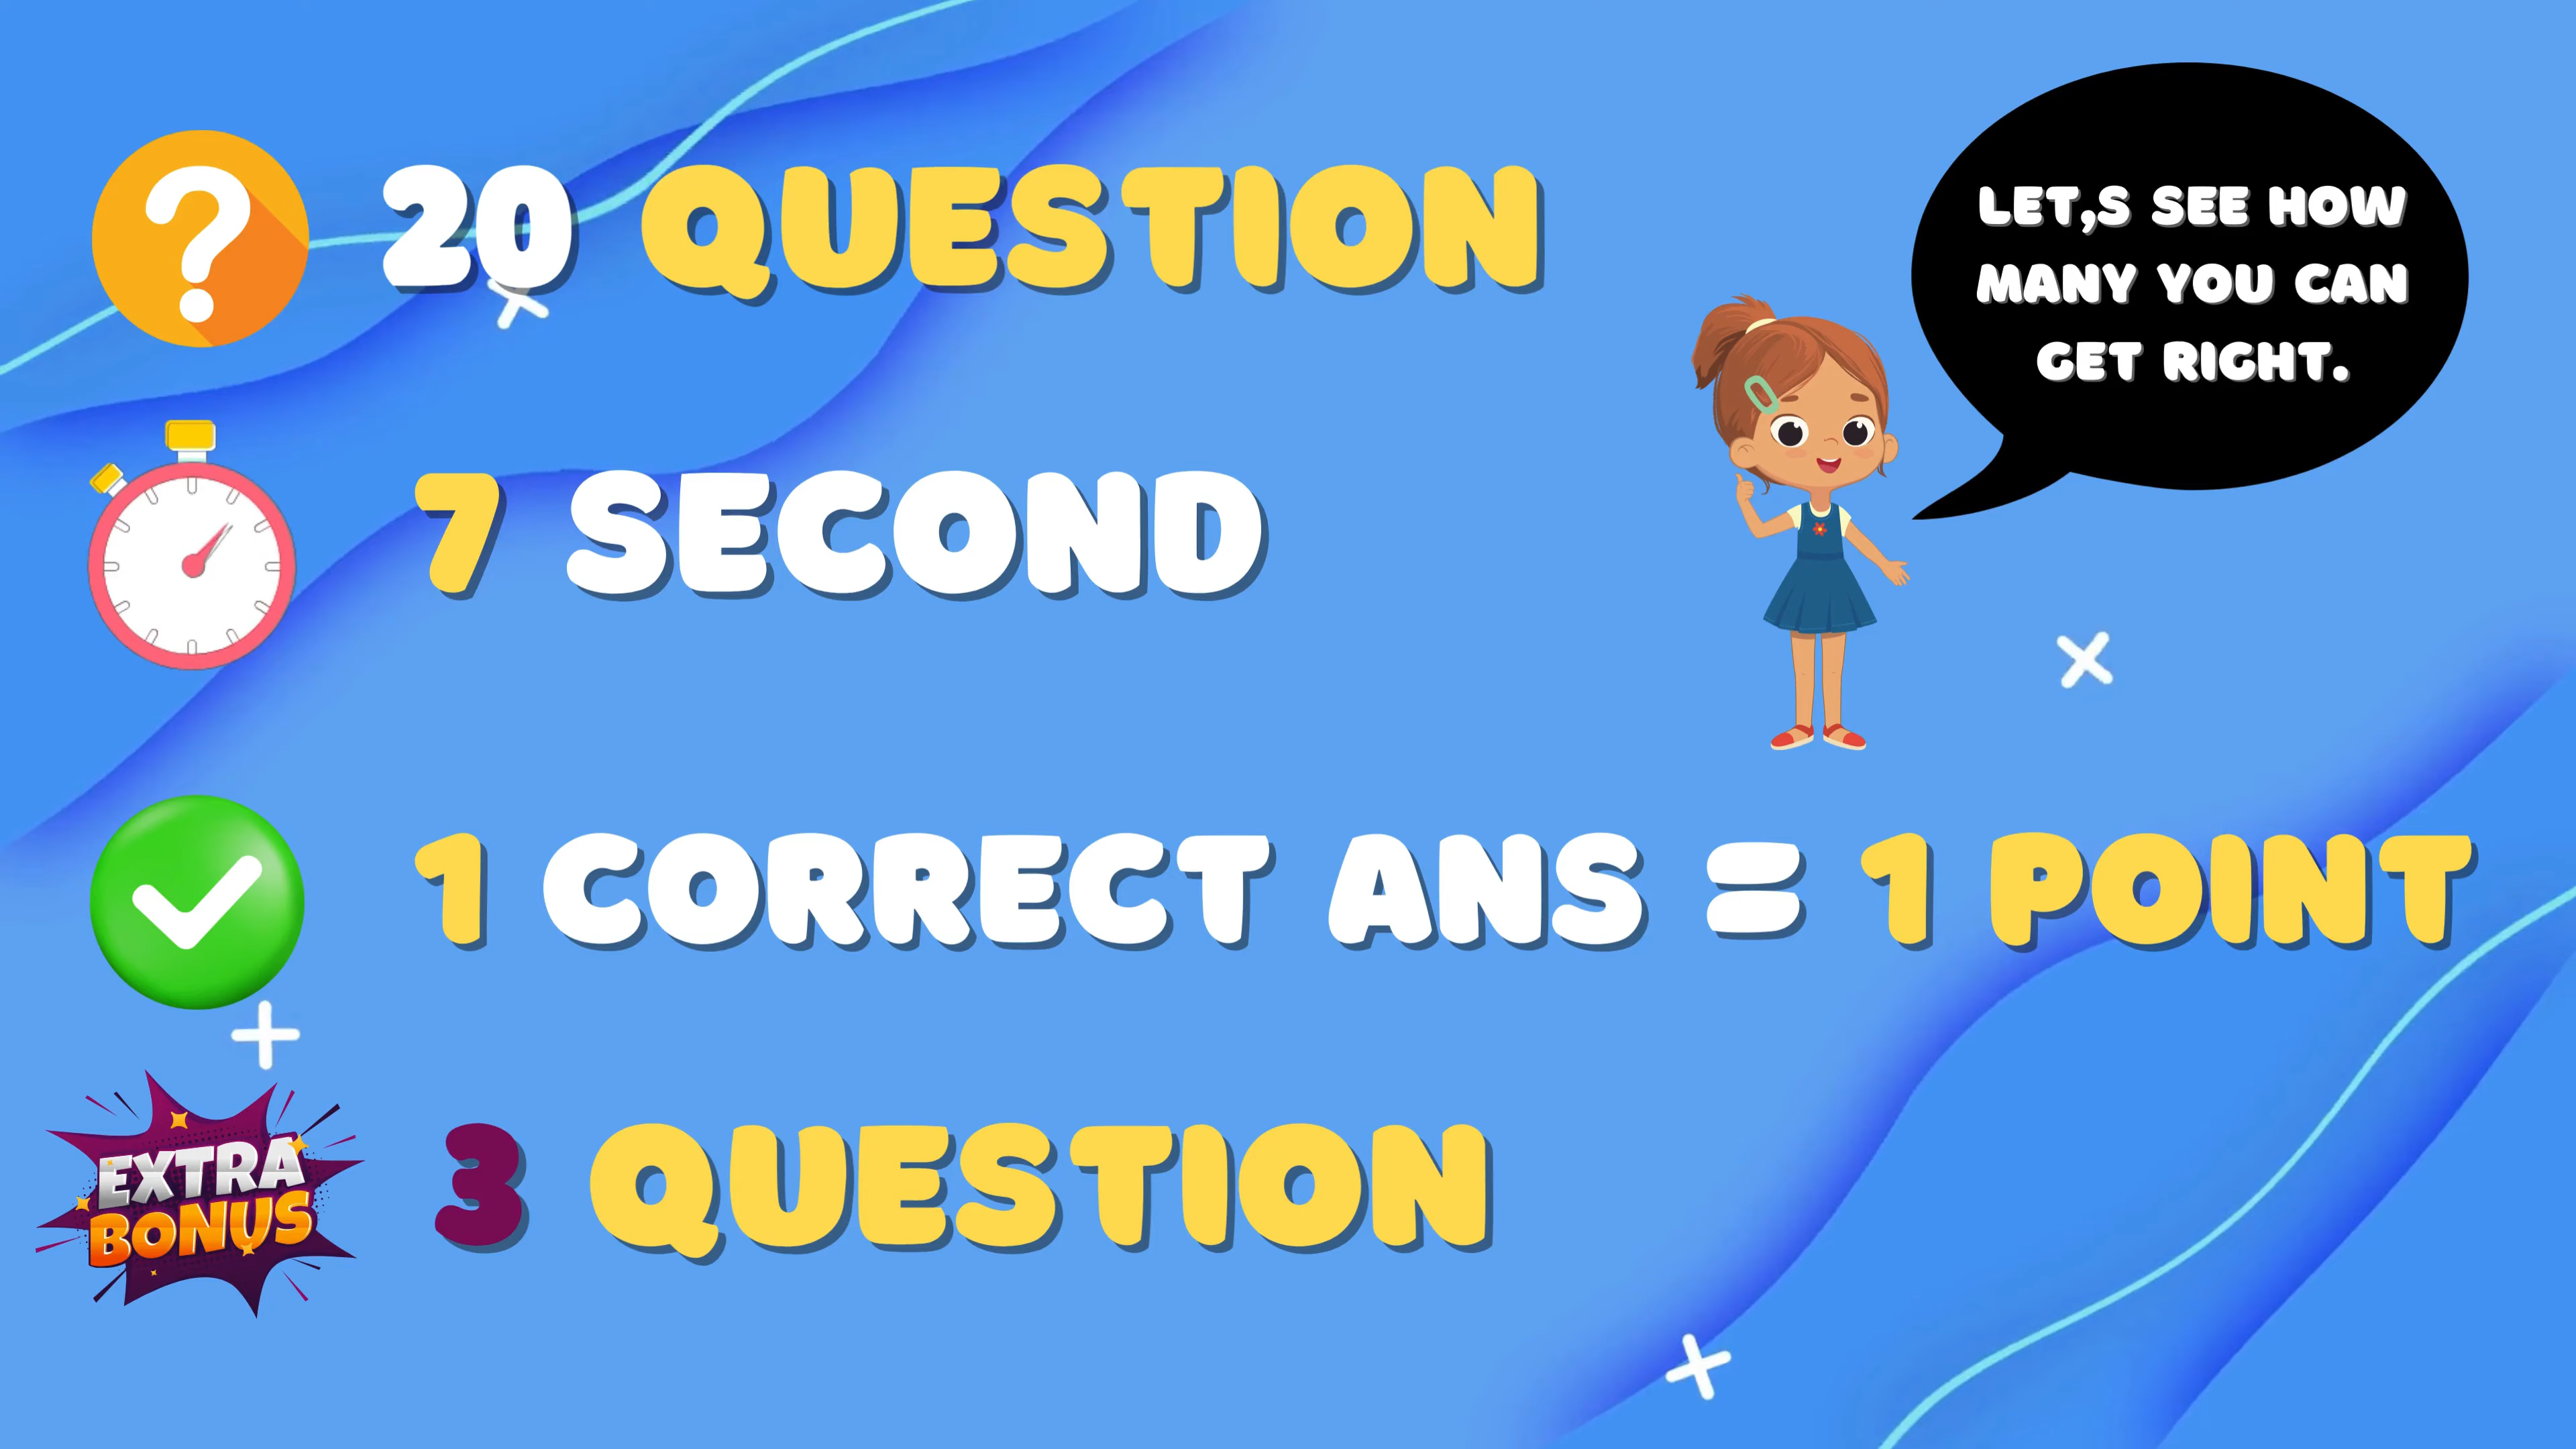 20 QUESTION
LET,S SEE HOW
MANY YOU CAN
GET RIGHT.
7 SECOND
1 CORRECT ANS = 1 POINT
EXTRA
BONUS
3 QUESTION